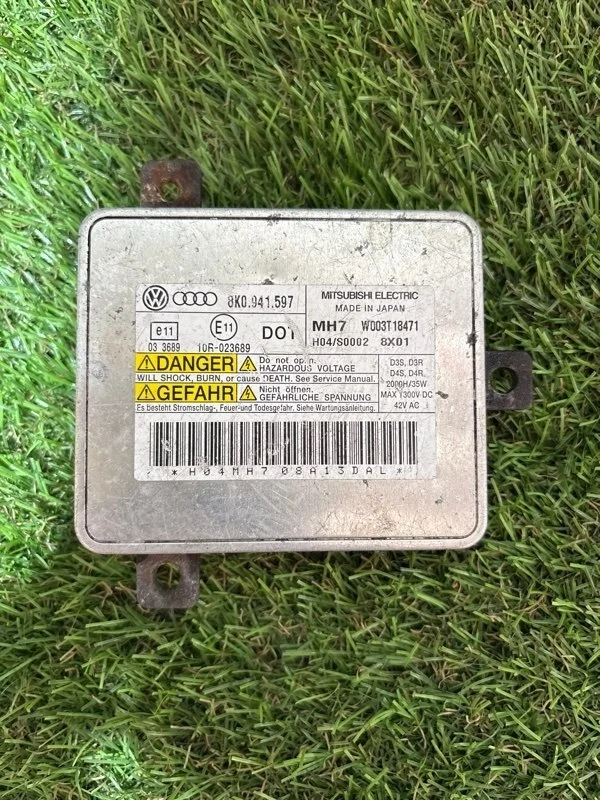 8K0.941.597
MITSUBISHI ELECTRIC
MADE IN JAPAN
e11
E11
DOT
MH7 W003T18471
03 3689
10R-023689
H04/S0002 8X01
DANGER
Do not open.
HAZARDOUS VOLTAGE
WILL SHOCK, BURN, or cause DEATH. See Service Manual.
GEFAHR
Nicht öffnen.
GEFÄHRLICHE SPANNUNG
Es besteht Stromschlag-, Feuer-und Todesgefahr. Siehe Wartungsanleitung.
D3S, D3R
D4S, D4R
2000H/35W
MAX 1300V DC
42V AC
*H04MH708A13DAL*